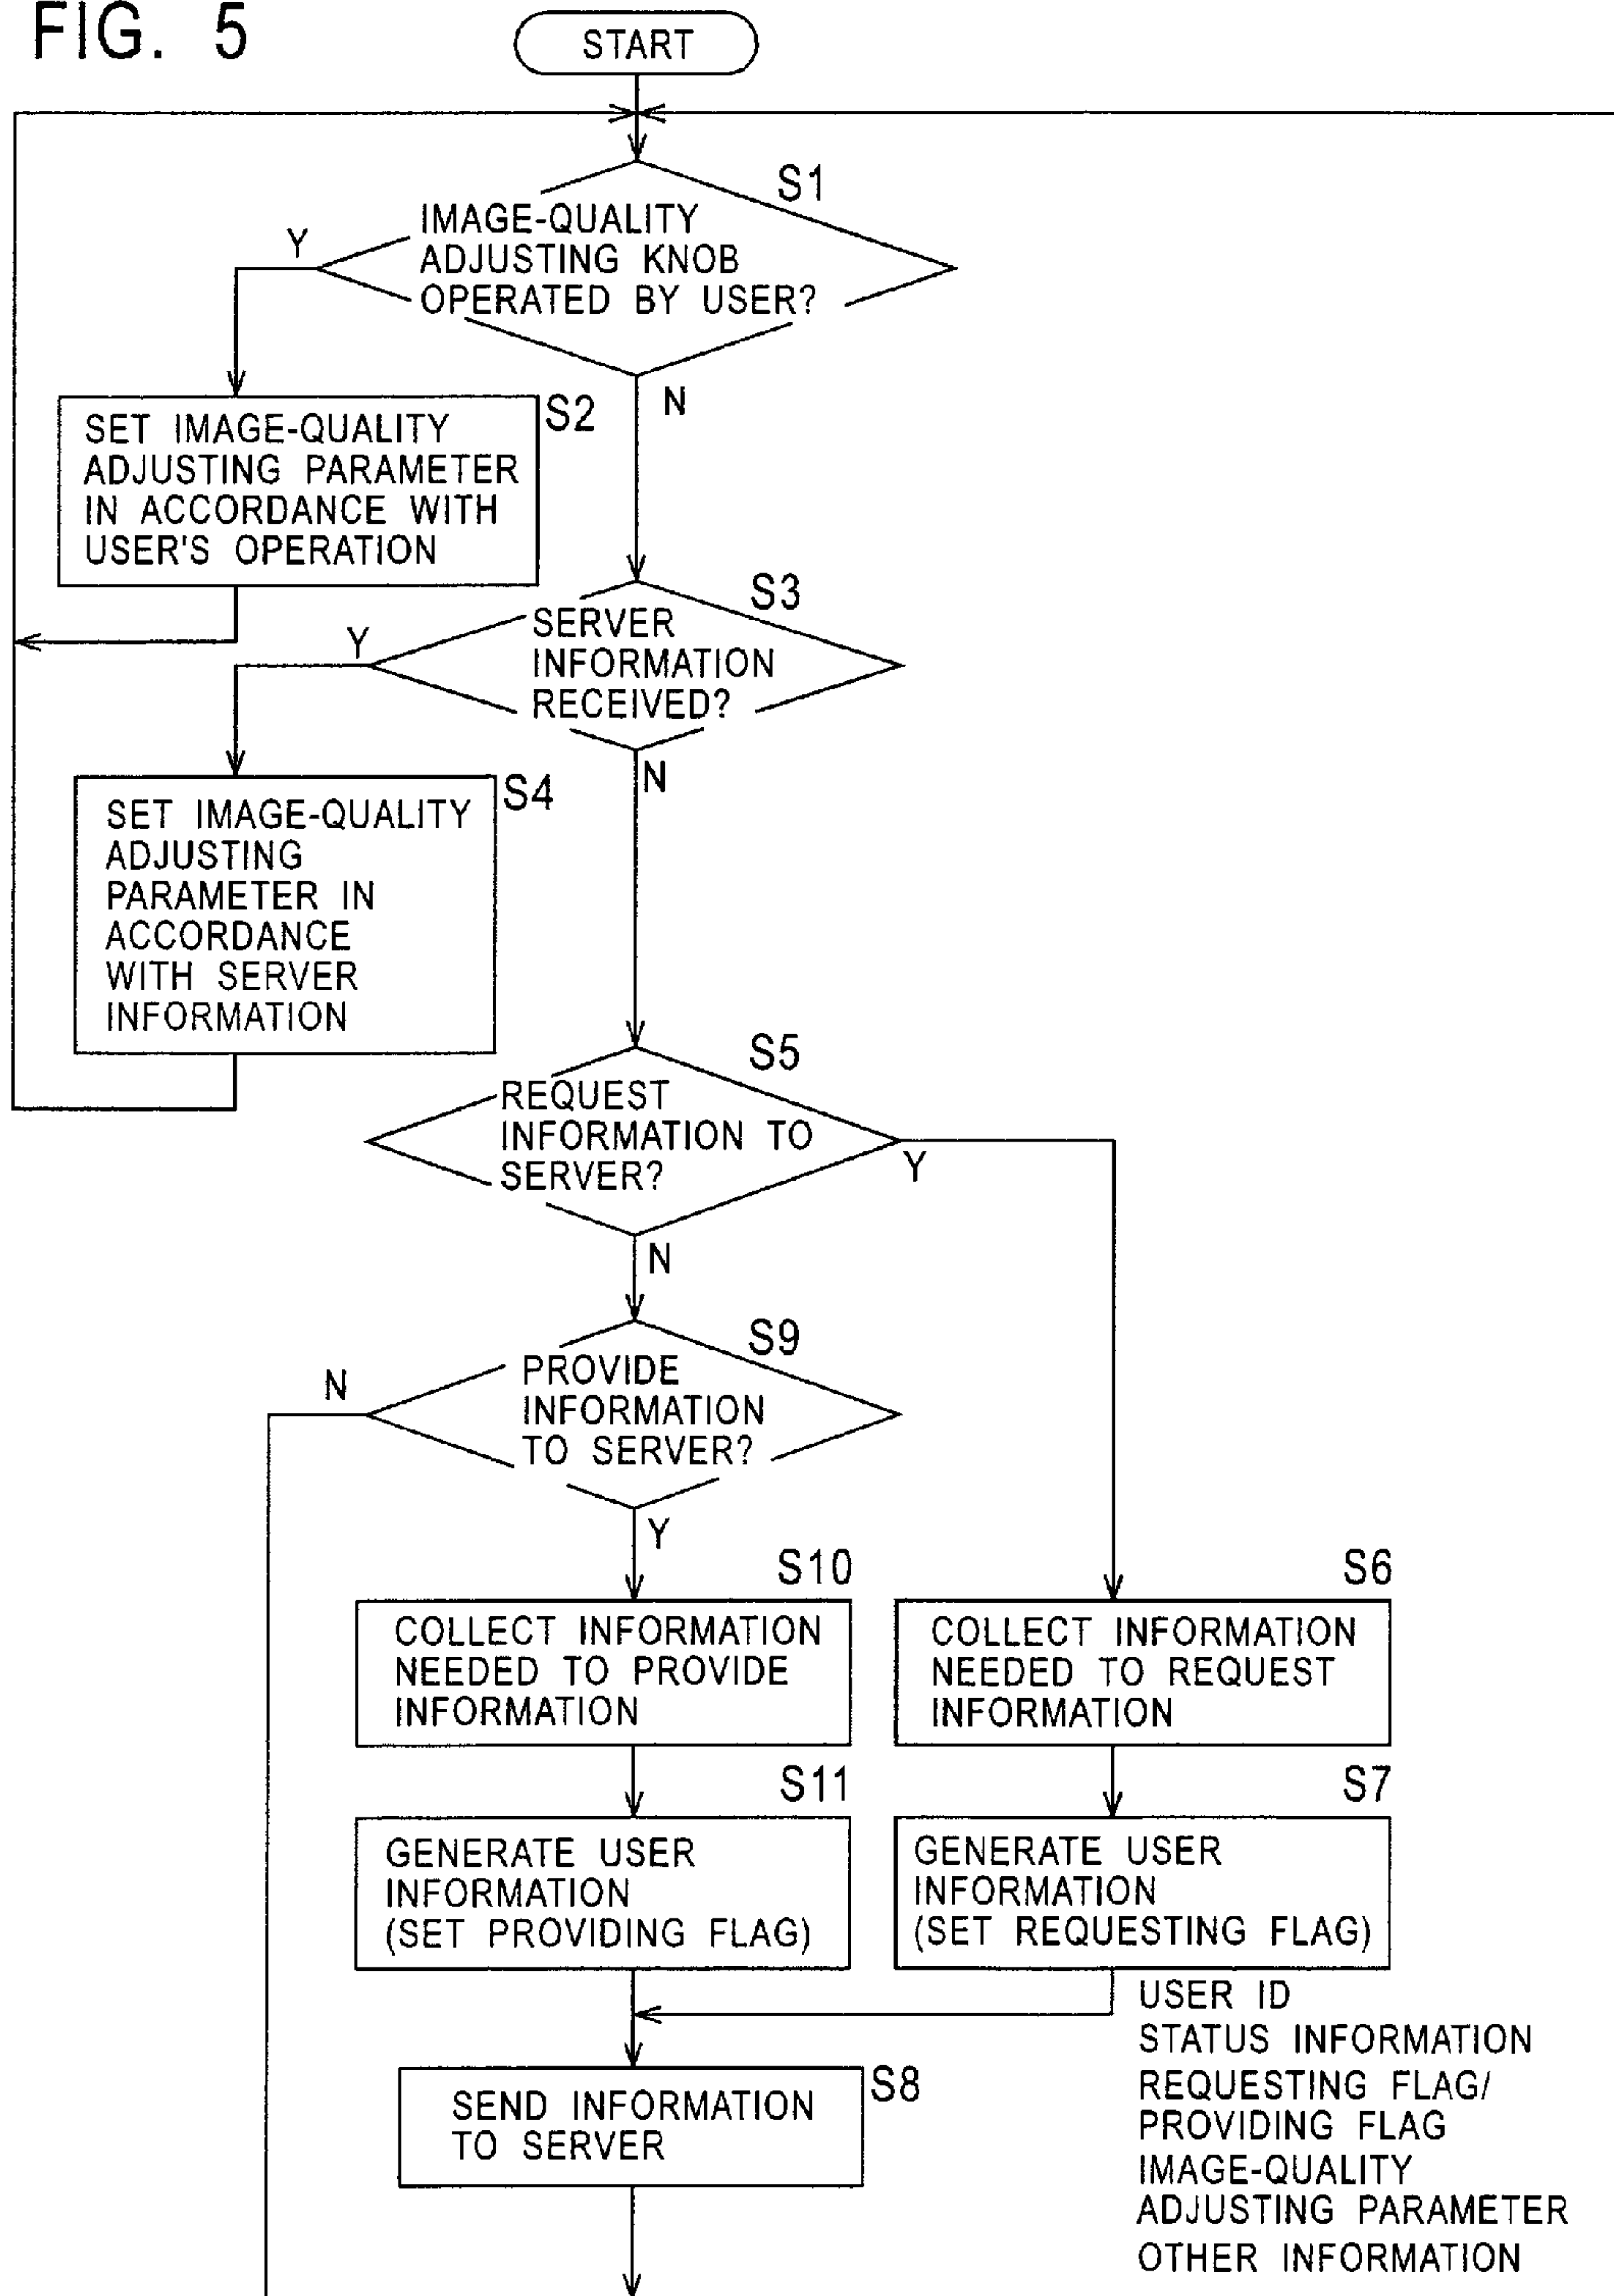 FIG. 5
START
S1
IMAGE-QUALITY
ADJUSTING KNOB
OPERATED BY USER?
Y
N
S2
SET IMAGE-QUALITY
ADJUSTING PARAMETER
IN ACCORDANCE WITH
USER'S OPERATION
S3
SERVER
INFORMATION
RECEIVED?
Y
N
S4
SET IMAGE-QUALITY
ADJUSTING
PARAMETER IN
ACCORDANCE
WITH SERVER
INFORMATION
S5
REQUEST
INFORMATION TO
SERVER?
Y
N
S9
PROVIDE
INFORMATION
TO SERVER?
N
Y
S10
COLLECT INFORMATION
NEEDED TO PROVIDE
INFORMATION
S6
COLLECT INFORMATION
NEEDED TO REQUEST
INFORMATION
S11
GENERATE USER
INFORMATION
(SET PROVIDING FLAG)
S7
GENERATE USER
INFORMATION
(SET REQUESTING FLAG)
S8
SEND INFORMATION
TO SERVER
USER ID
STATUS INFORMATION
REQUESTING FLAG/
PROVIDING FLAG
IMAGE-QUALITY
ADJUSTING PARAMETER
OTHER INFORMATION